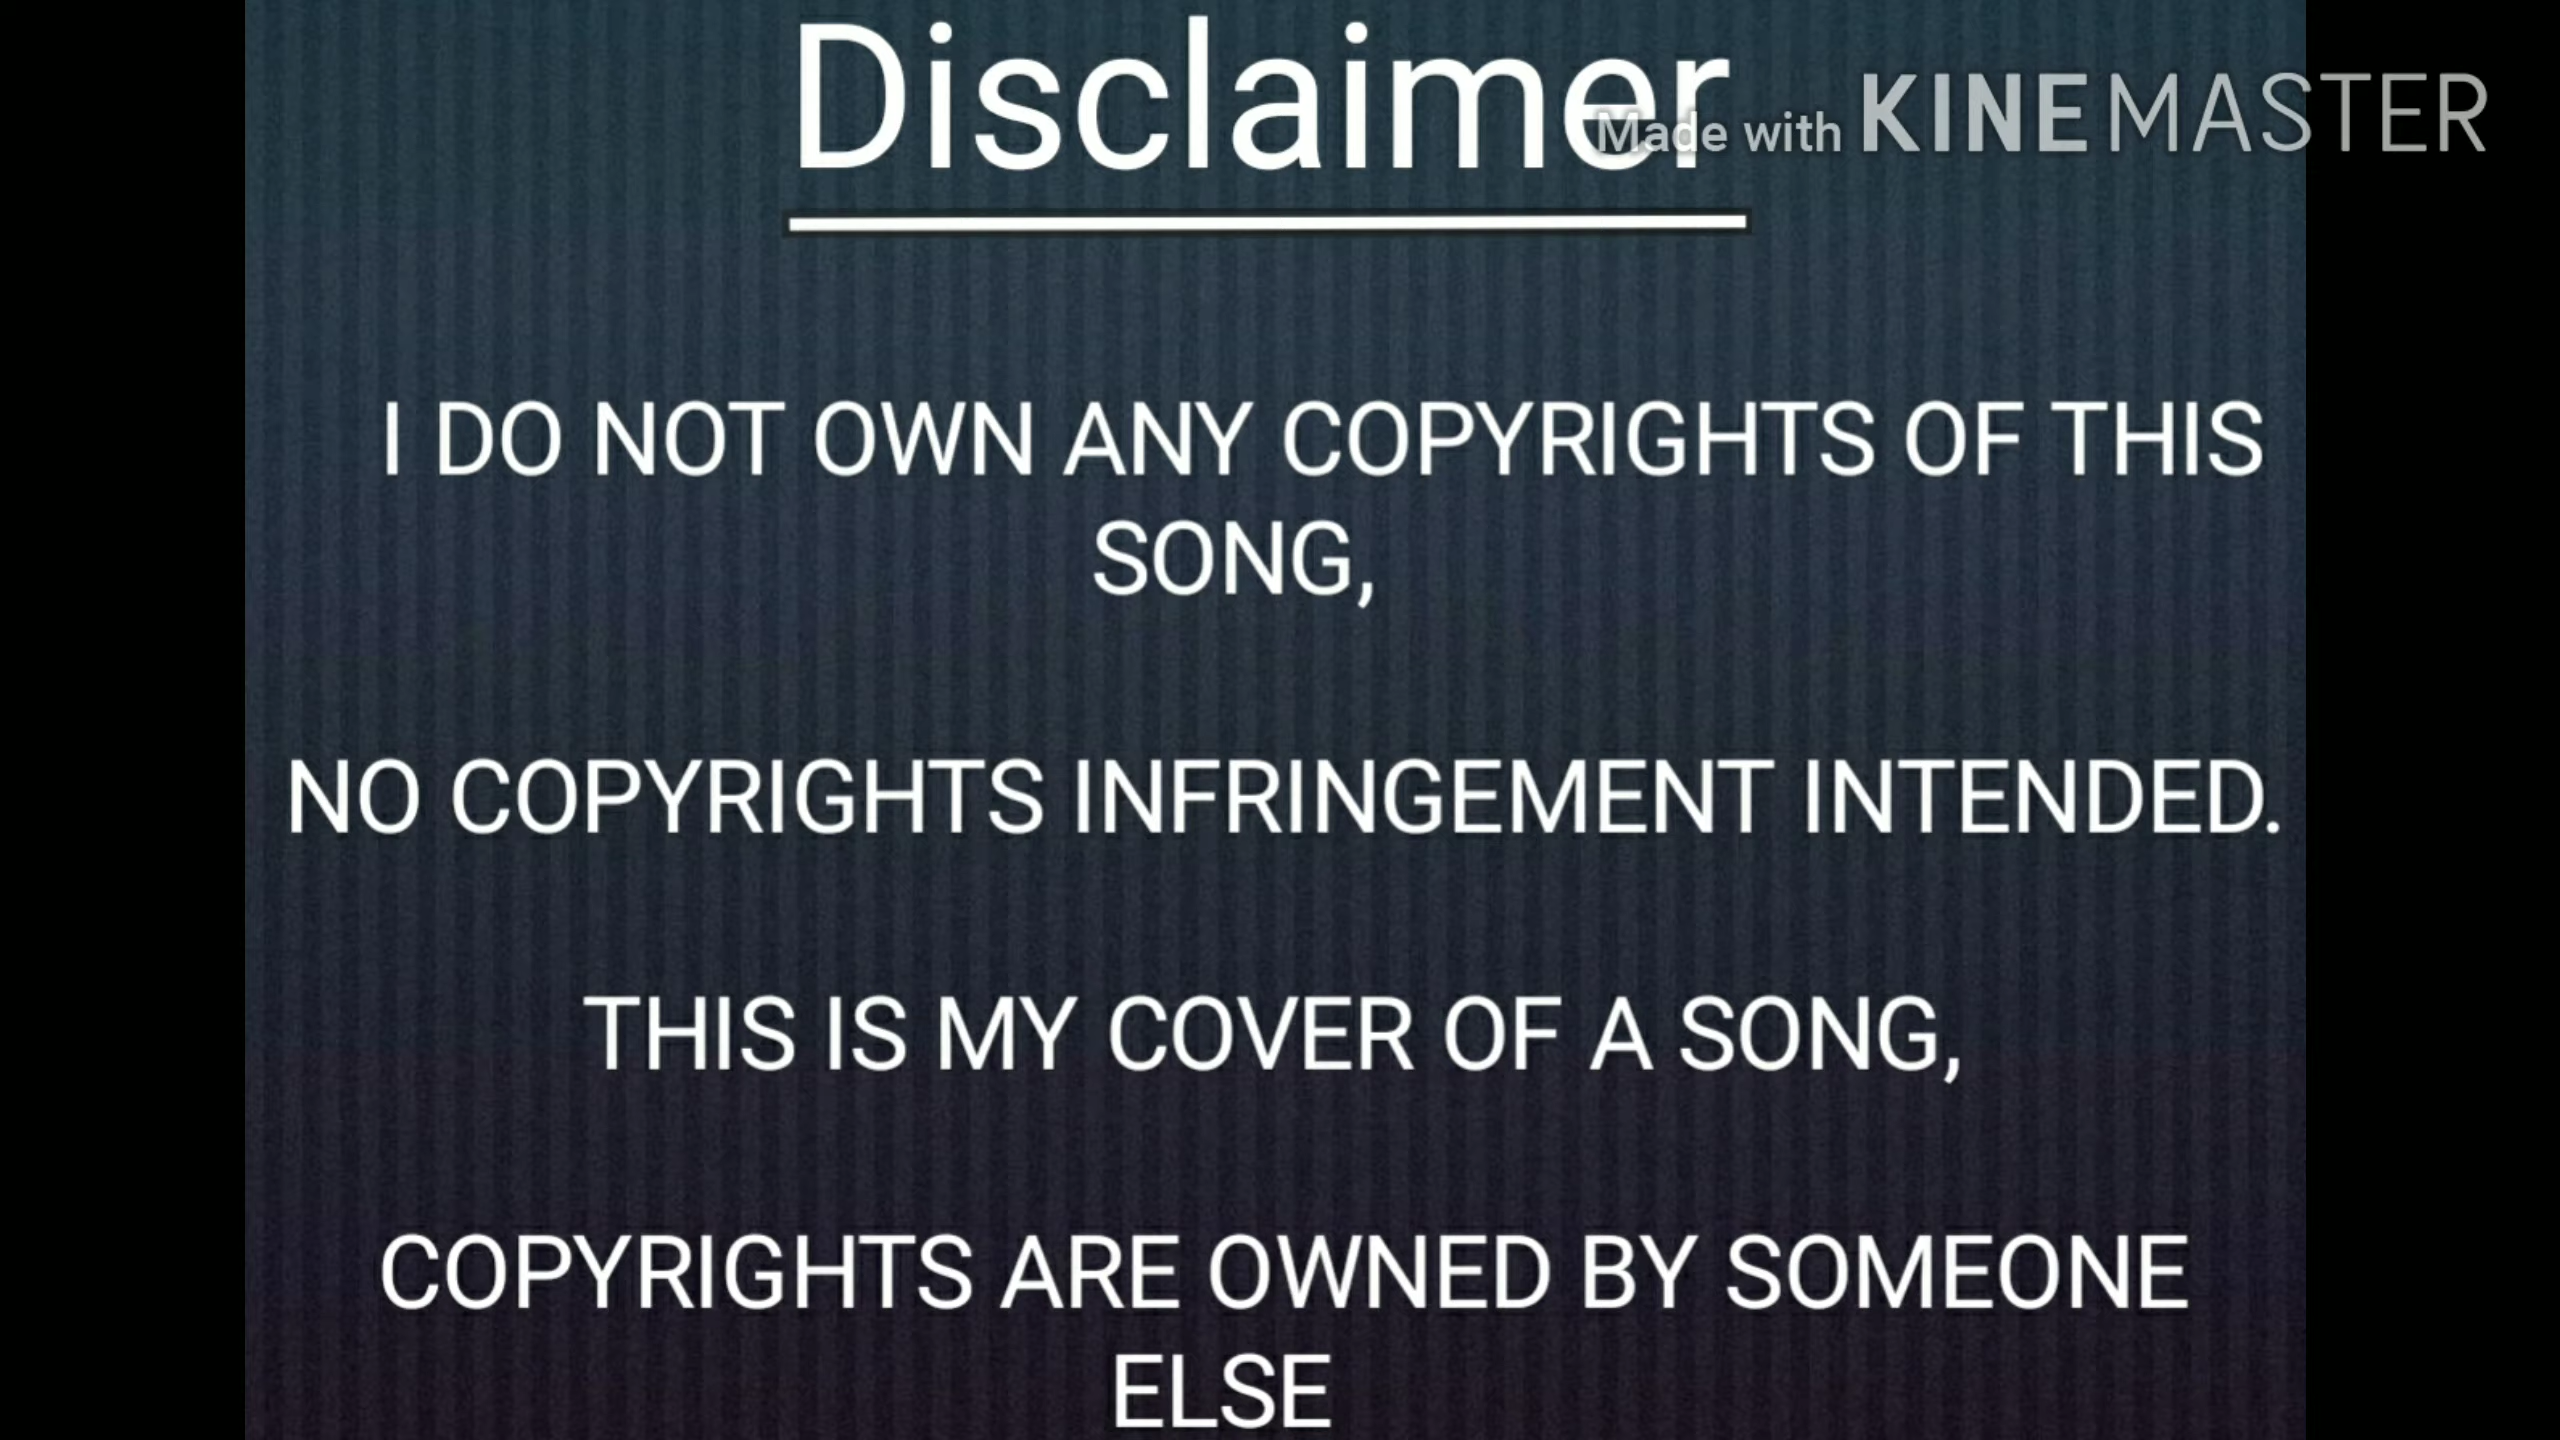 Disclaimer
Made with KINEMASTER
I DO NOT OWN ANY COPYRIGHTS OF THIS
SONG,
NO COPYRIGHTS INFRINGEMENT INTENDED.
THIS IS MY COVER OF A SONG,
COPYRIGHTS ARE OWNED BY SOMEONE
ELSE